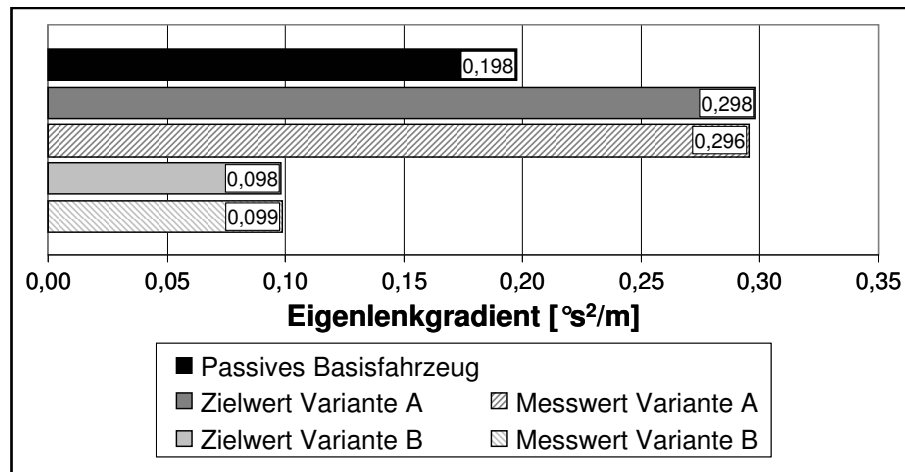 0,198
0,298
0,296
0,098
0,099
0,00 0,05 0,10 0,15 0,20 0,25 0,30 0,35
Eigenlenkgradient [°s²/m]
Passives Basisfahrzeug
Zielwert Variante A Messwert Variante A
Zielwert Variante B Messwert Variante B